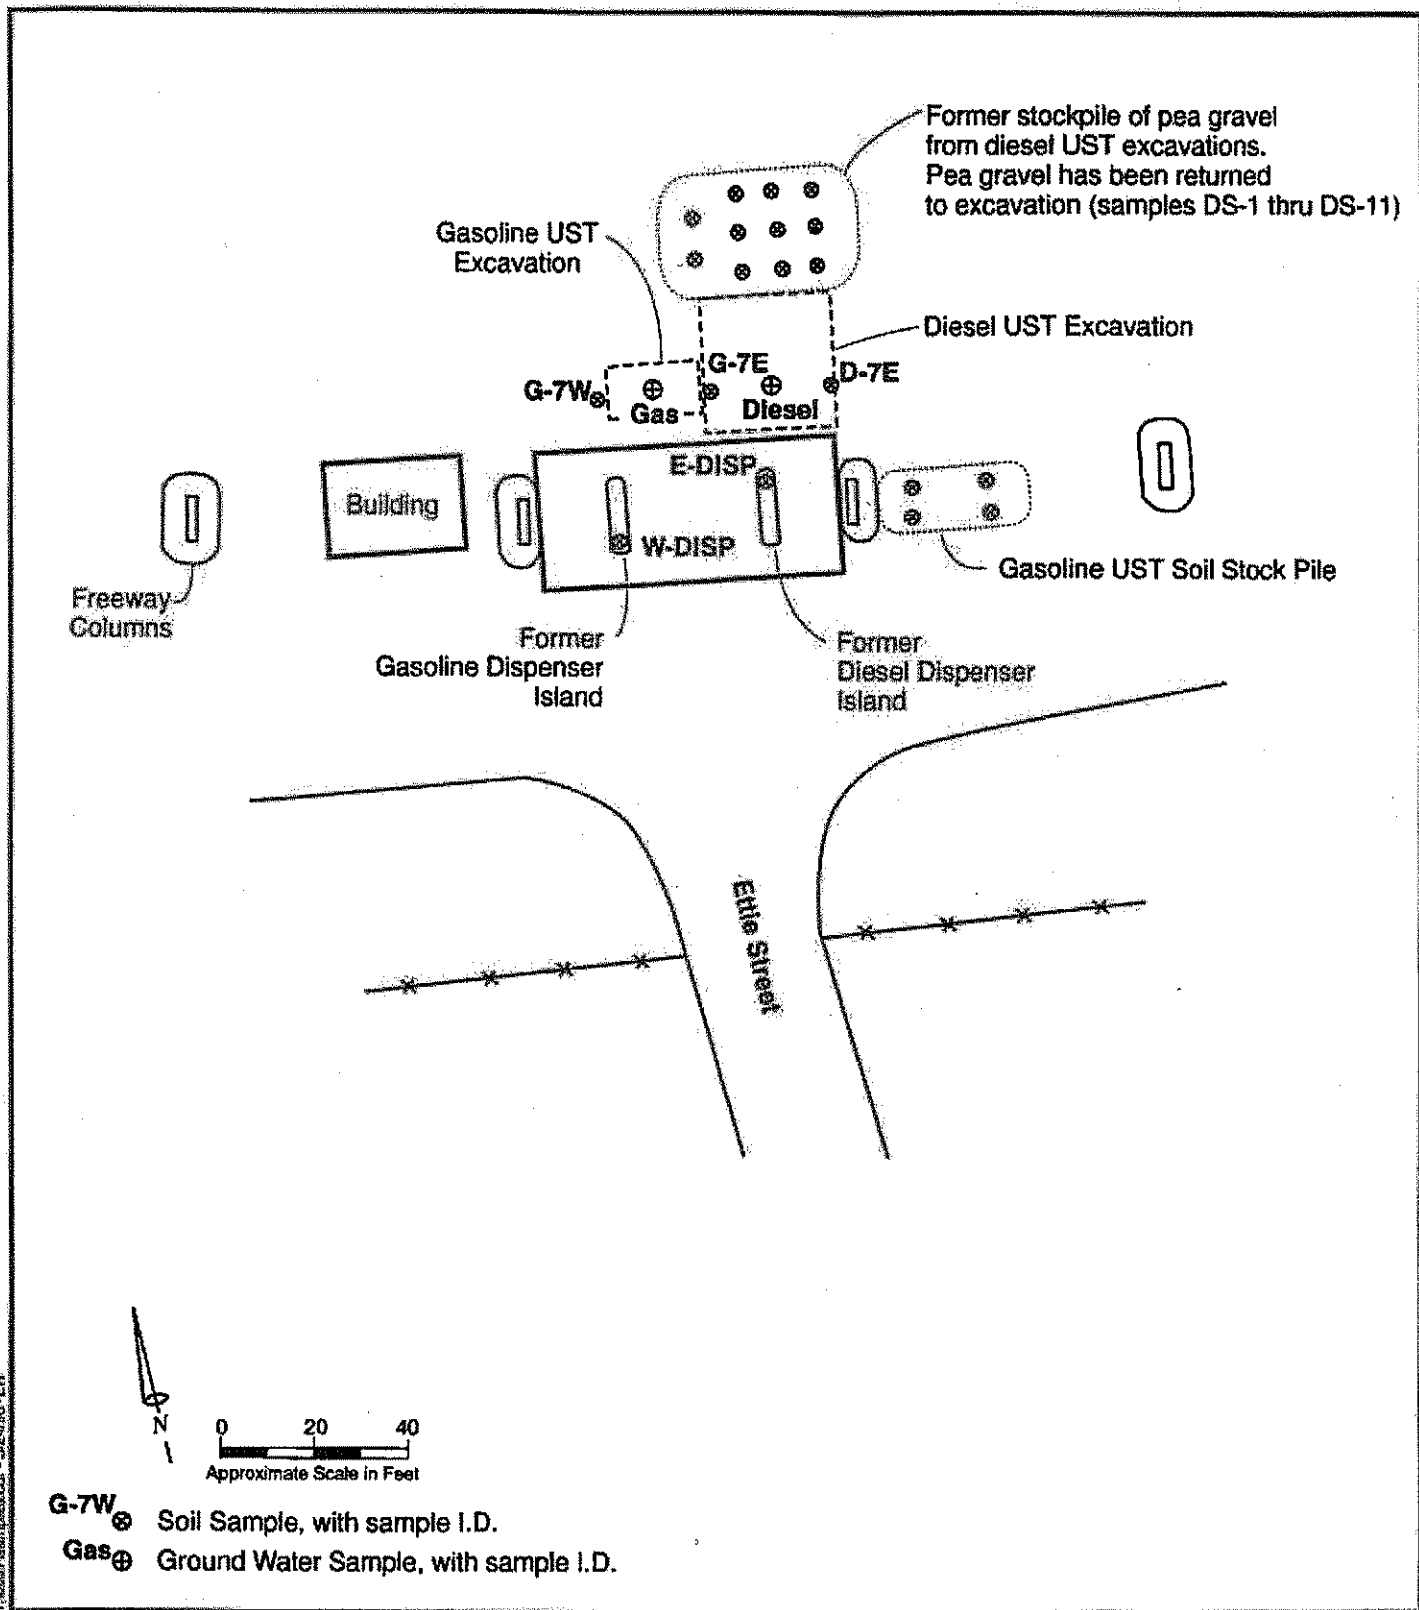 Former stockpile of pea gravel
from diesel UST excavations.
Pea gravel has been returned
to excavation (samples DS-1 thru DS-11)
Gasoline UST
Excavation
Diesel UST Excavation
G-7E
D-7E
G-7W
Gas
Diesel
E-DISP
Building
W-DISP
Gasoline UST Soil Stock Pile
Freeway
Columns
Former
Gasoline Dispenser
Island
Former
Diesel Dispenser
Island
Ettie Street
N
0 20 40
Approximate Scale in Feet
G-7W
Soil Sample, with sample I.D.
Gas
Ground Water Sample, with sample I.D.